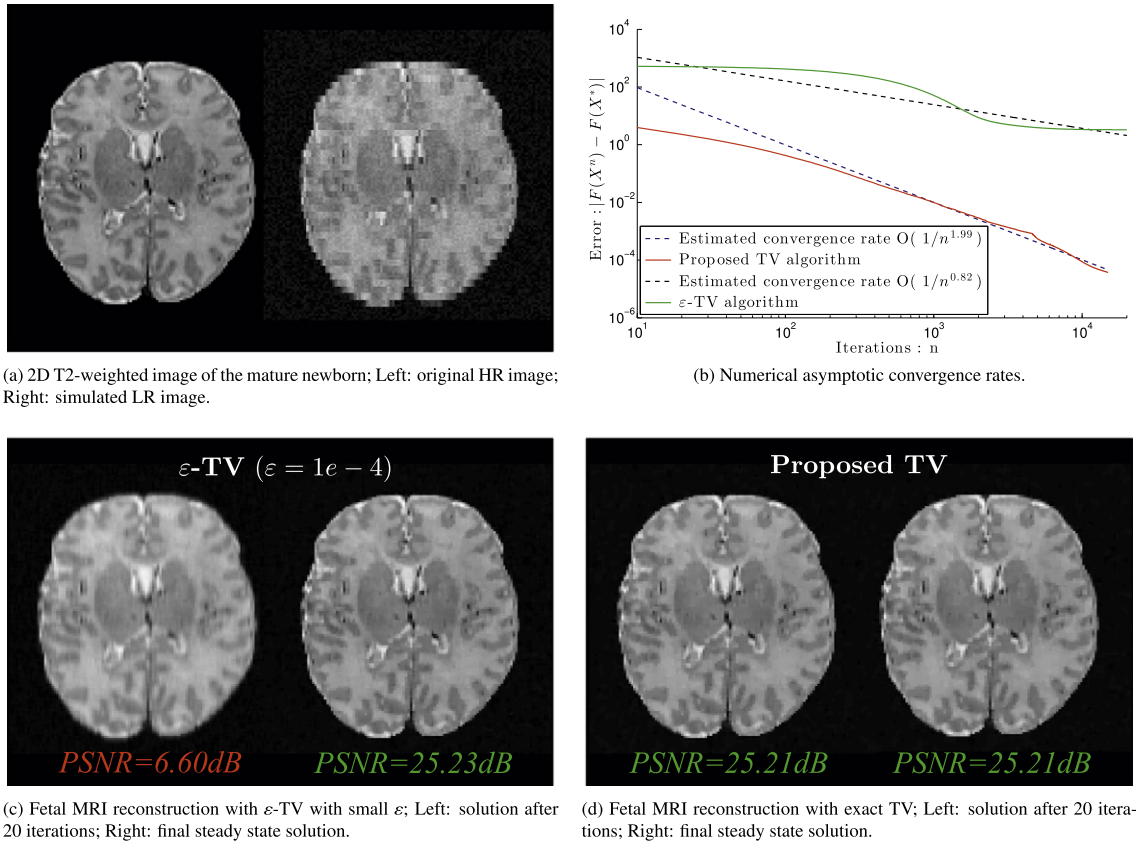 (a) 2D T2-weighted image of the mature newborn; Left: original HR image;
Right: simulated LR image.
10^4
10^2
10^0
10^−2
10^−4
10^−6
Error : |F(X^n) − F(X^*)|
Estimated convergence rate O( 1/n^1.99 )
Proposed TV algorithm
Estimated convergence rate O( 1/n^0.82 )
ε-TV algorithm
10^1 10^2 10^3 10^4
Iterations : n
(b) Numerical asymptotic convergence rates.
ε-TV (ε = 1e − 4)
PSNR=6.60dB PSNR=25.23dB
(c) Fetal MRI reconstruction with ε-TV with small ε; Left: solution after
20 iterations; Right: final steady state solution.
Proposed TV
PSNR=25.21dB PSNR=25.21dB
(d) Fetal MRI reconstruction with exact TV; Left: solution after 20 itera-
tions; Right: final steady state solution.